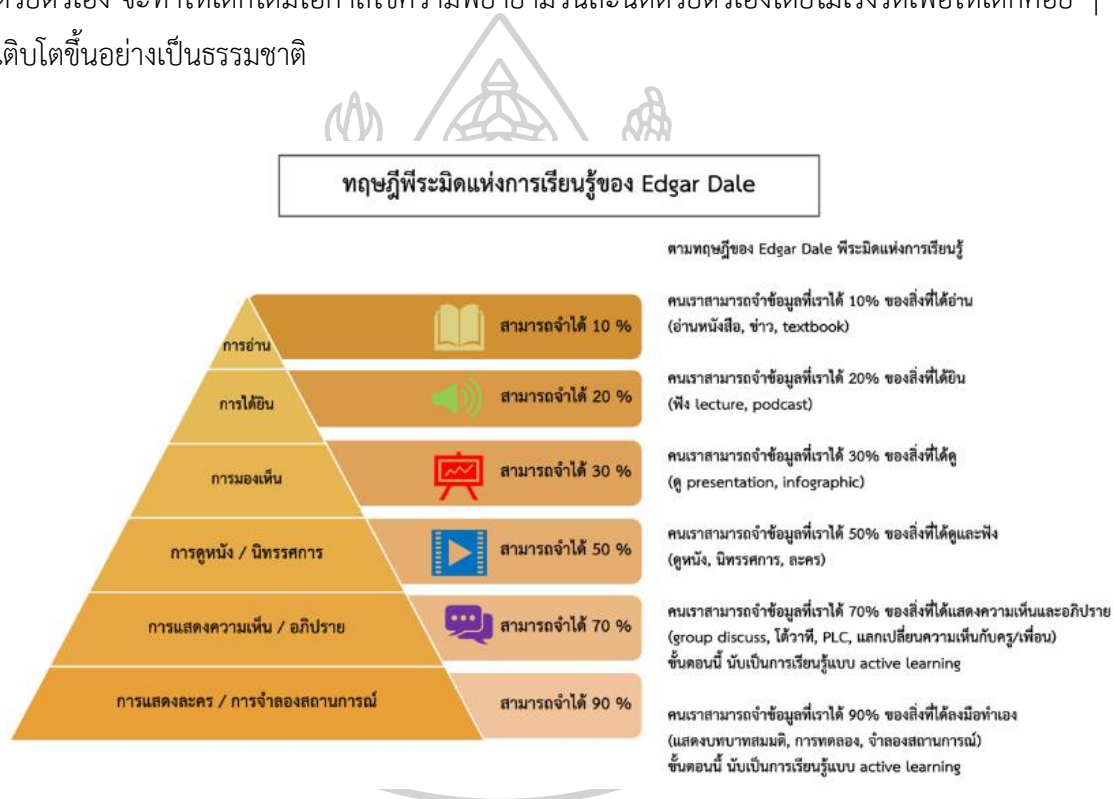 เติบโตขึ้นอย่างเป็นธรรมชาติ
ทฤษฎีพีระมิดแห่งการเรียนรู้ของ Edgar Dale
ตามทฤษฎีของ Edgar Dale พีระมิดแห่งการเรียนรู้
การอ่าน
สามารถจำได้ 10 %
คนเราสามารถจำข้อมูลที่เราได้ 10% ของสิ่งที่ได้อ่าน
(อ่านหนังสือ, ข่าว, textbook)
การได้ยิน
สามารถจำได้ 20 %
คนเราสามารถจำข้อมูลที่เราได้ 20% ของสิ่งที่ได้ยิน
(ฟัง lecture, podcast)
การมองเห็น
สามารถจำได้ 30 %
คนเราสามารถจำข้อมูลที่เราได้ 30% ของสิ่งที่ได้ดู
(ดู presentation, infographic)
การดูหนัง / นิทรรศการ
สามารถจำได้ 50 %
คนเราสามารถจำข้อมูลที่เราได้ 50% ของสิ่งที่ได้ดูและฟัง
(ดูหนัง, นิทรรศการ, ละคร)
การแสดงความเห็น / อภิปราย
สามารถจำได้ 70 %
คนเราสามารถจำข้อมูลที่เราได้ 70% ของสิ่งที่ได้แสดงความเห็นและอภิปราย
(group discuss, โต้วาที, PLC, แลกเปลี่ยนความเห็นกับครู/เพื่อน)
ขั้นตอนนี้ นับเป็นการเรียนรู้แบบ active learning
การแสดงละคร / การจำลองสถานการณ์
สามารถจำได้ 90 %
คนเราสามารถจำข้อมูลที่เราได้ 90% ของสิ่งที่ได้ลงมือทำเอง
(แสดงบทบาทสมมติ, การทดลอง, จำลองสถานการณ์)
ขั้นตอนนี้ นับเป็นการเรียนรู้แบบ active learning